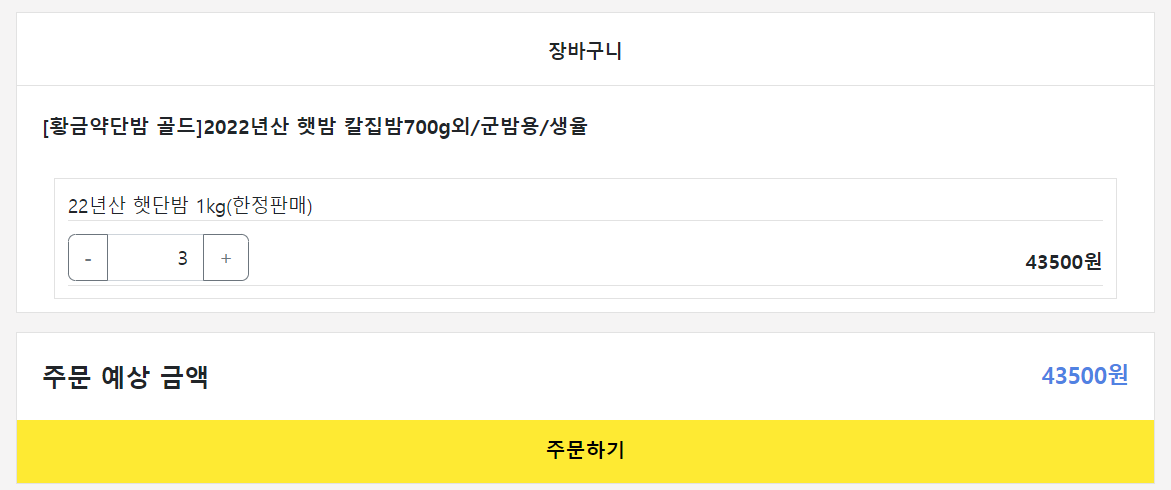 장바구니
[황금약단밤 골드]2022년산 햇밤 칼집밤700g외/군밤용/생율
22년산 햇단밤 1kg(한정판매)
- 3 + 43500원
주문 예상 금액 43500원
주문하기